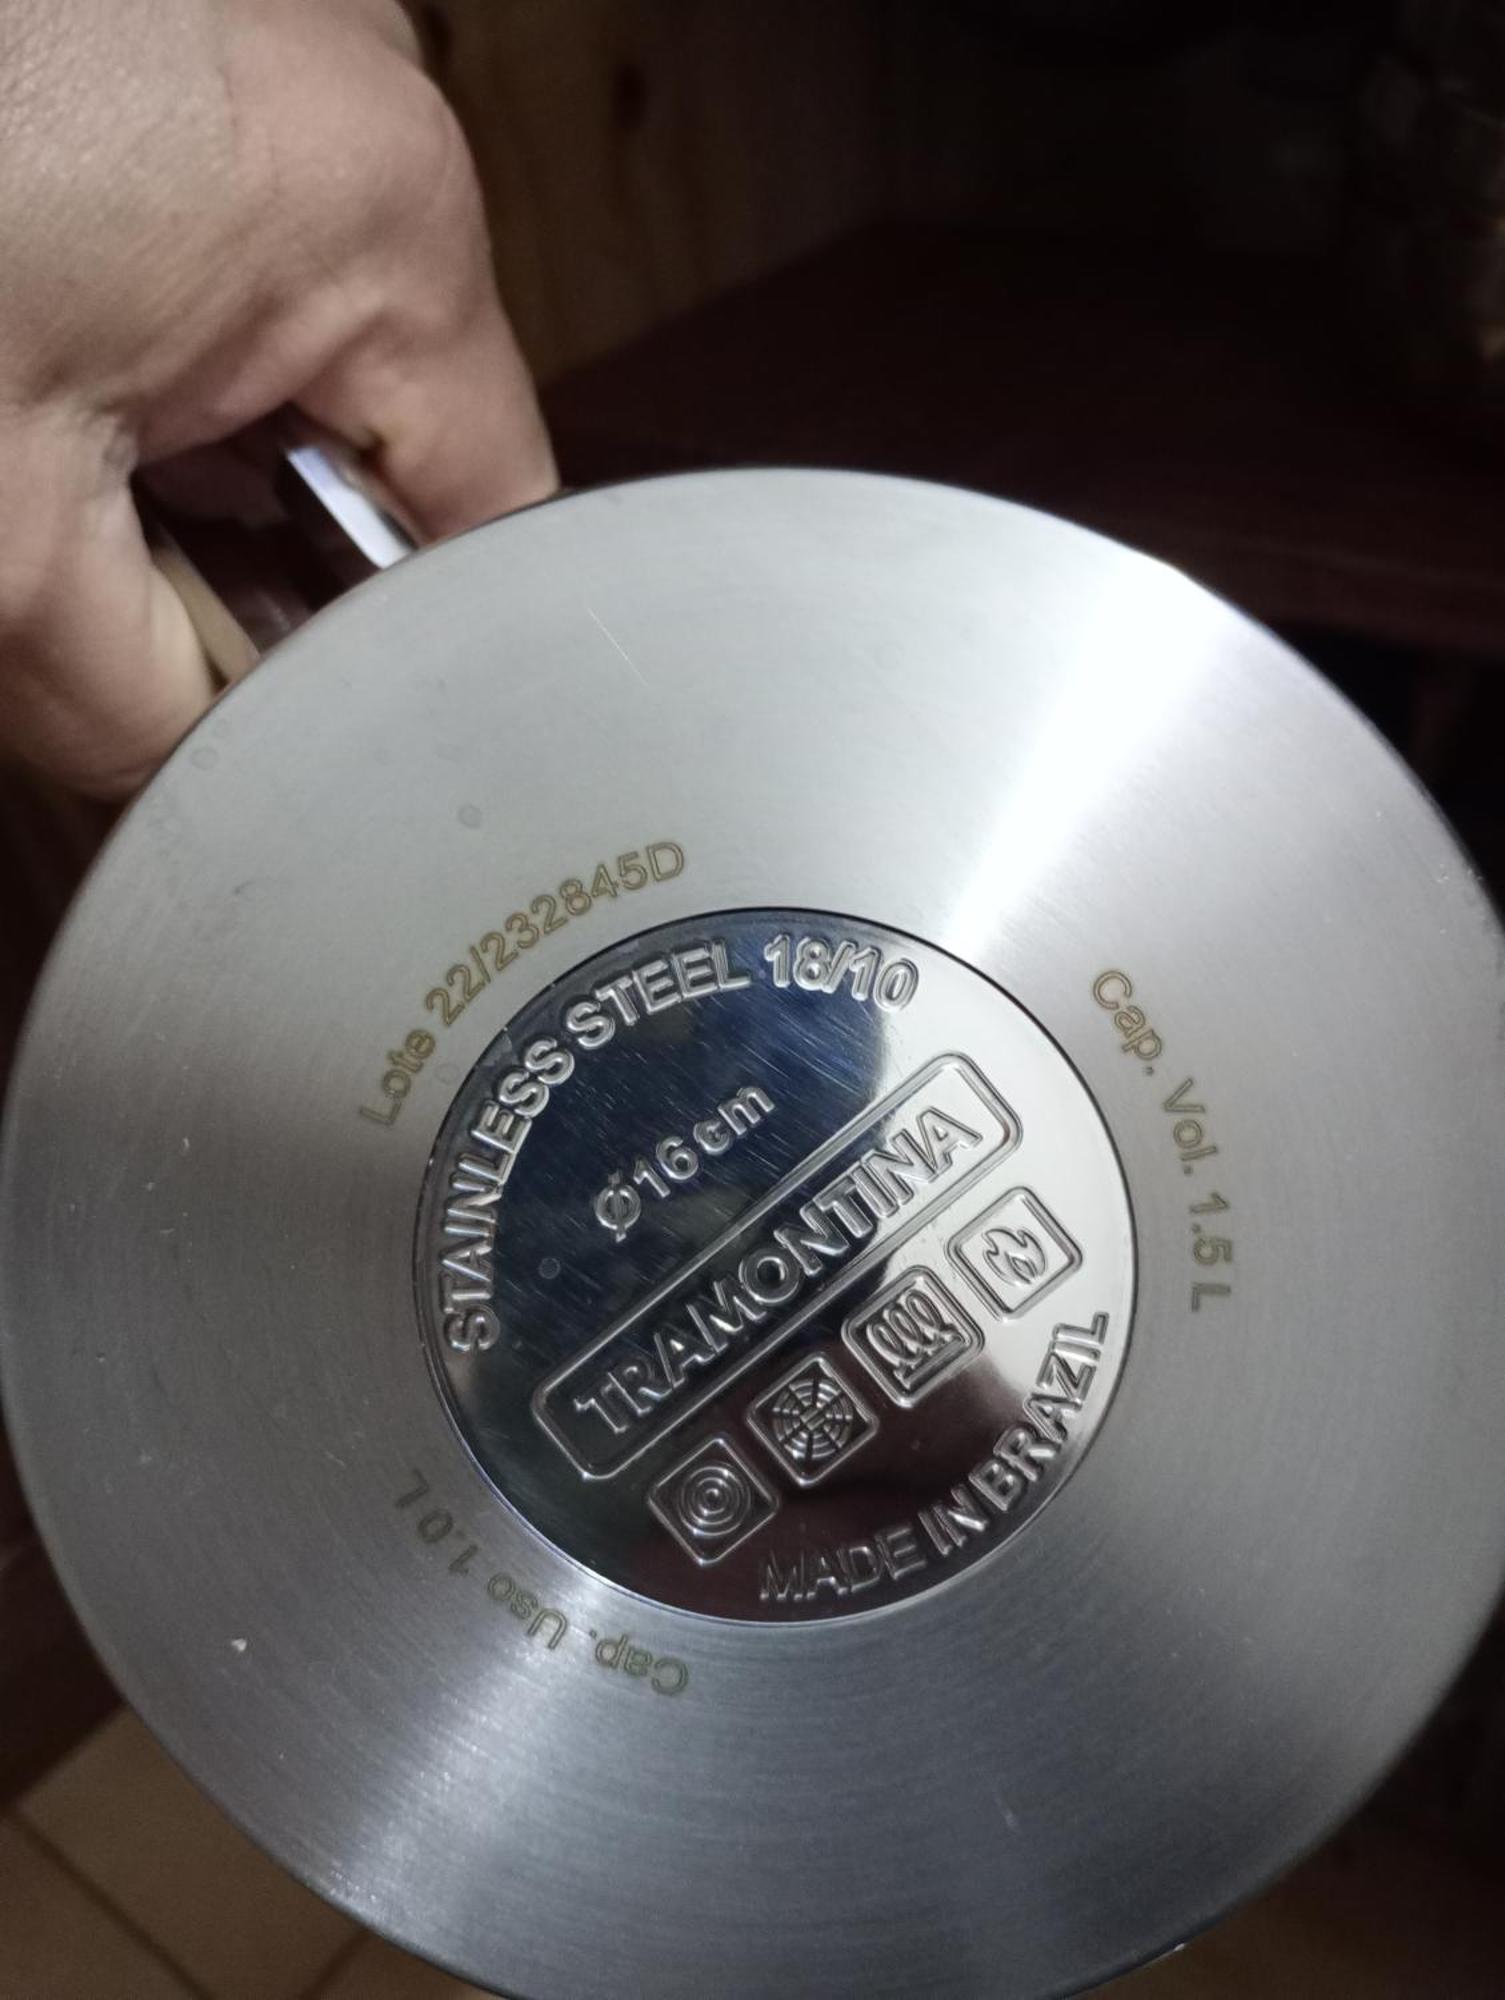 Lote 22/232845D
STAINLESS STEEL 18/10
Ø16cm
TRAMONTINA
MADE IN BRAZIL
Cap. Vol. 1.5 L
Cap. Uso 1.0 L